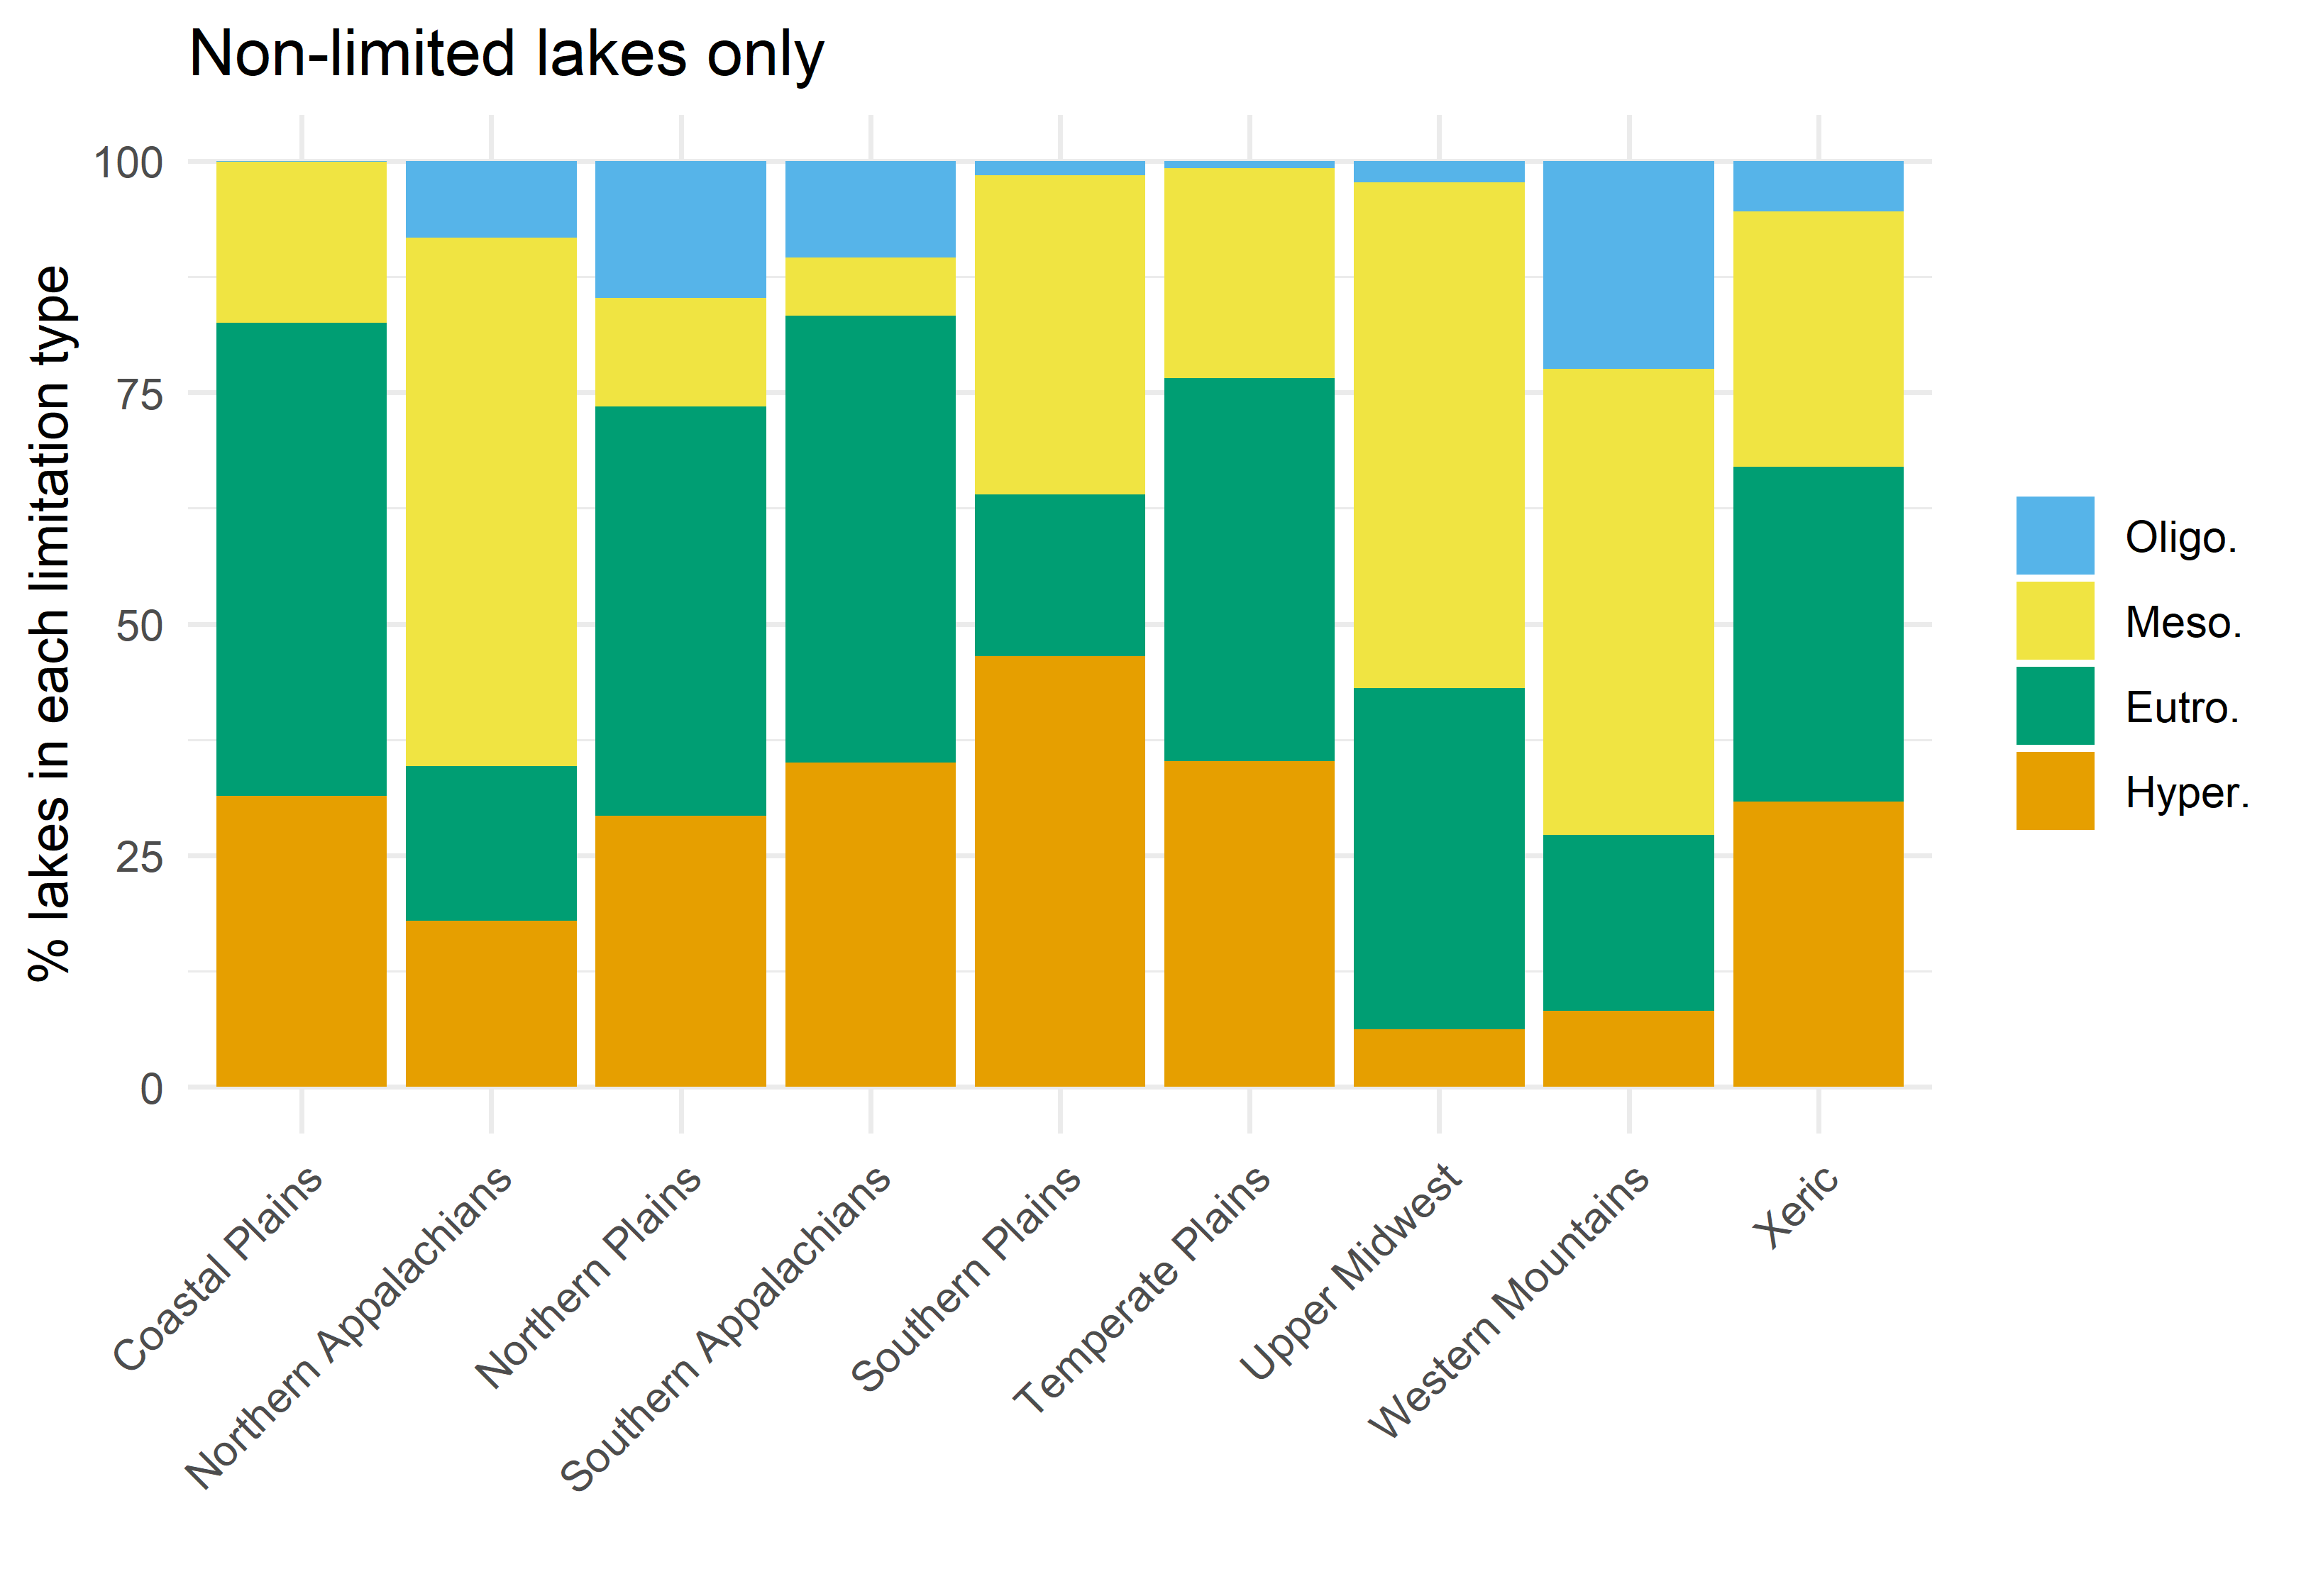 Non-limited lakes only
% lakes in each limitation type
100
75
50
25
0
Coastal Plains
Northern Appalachians
Northern Plains
Southern Appalachians
Southern Plains
Temperate Plains
Upper Midwest
Western Mountains
Xeric
Oligo.
Meso.
Eutro.
Hyper.